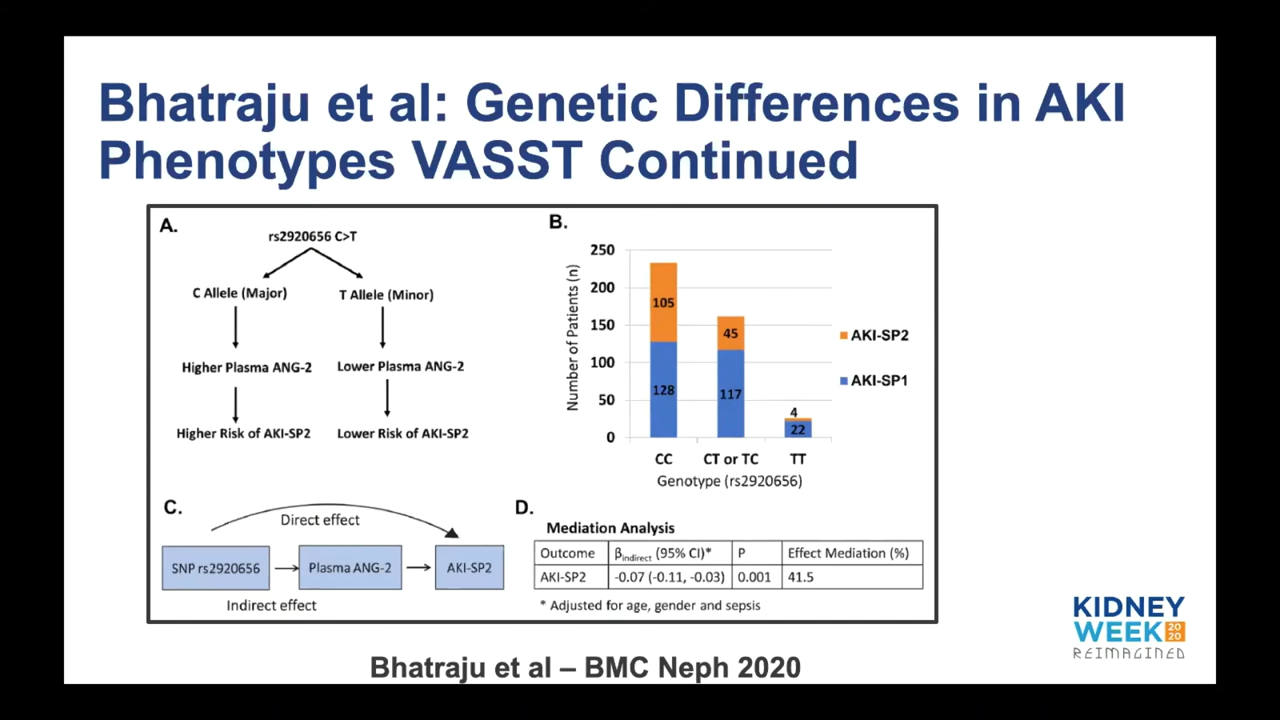 Bhatraju et al: Genetic Differences in AKI
Phenotypes VASST Continued
A.
rs2920656 C>T
C Allele (Major)
T Allele (Minor)
Higher Plasma ANG-2
Lower Plasma ANG-2
Higher Risk of AKI-SP2
Lower Risk of AKI-SP2
B.
Number of Patients (n)
250
200
150
100
50
0
105
128
45
117
4
22
CC
CT or TC
TT
Genotype (rs2920656)
AKI-SP2
AKI-SP1
C.
Direct effect
SNP rs2920656
Plasma ANG-2
AKI-SP2
Indirect effect
D.
Mediation Analysis
Outcome βindirect (95% CI)* P Effect Mediation (%)
AKI-SP2 -0.07 (-0.11, -0.03) 0.001 41.5
* Adjusted for age, gender and sepsis
KIDNEY
WEEK 20 20
REIMAGINED
Bhatraju et al – BMC Neph 2020